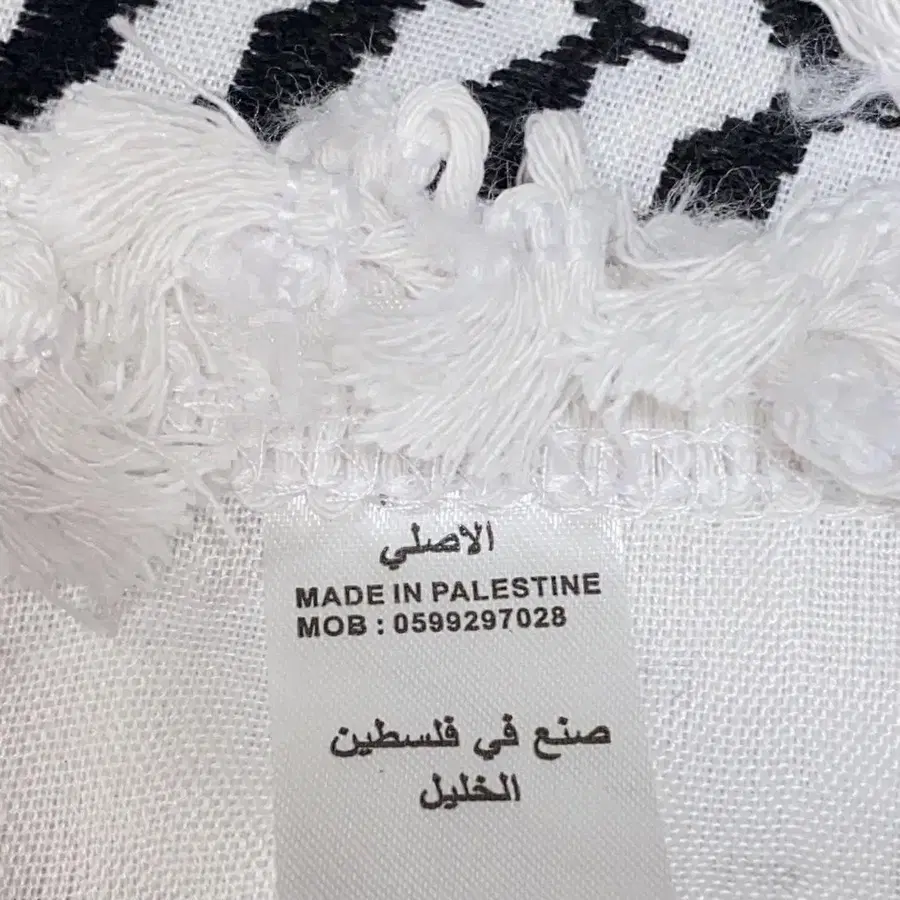 الاصلي
MADE IN PALESTINE
MOB : 0599297028
صنع في فلسطين
الخليل